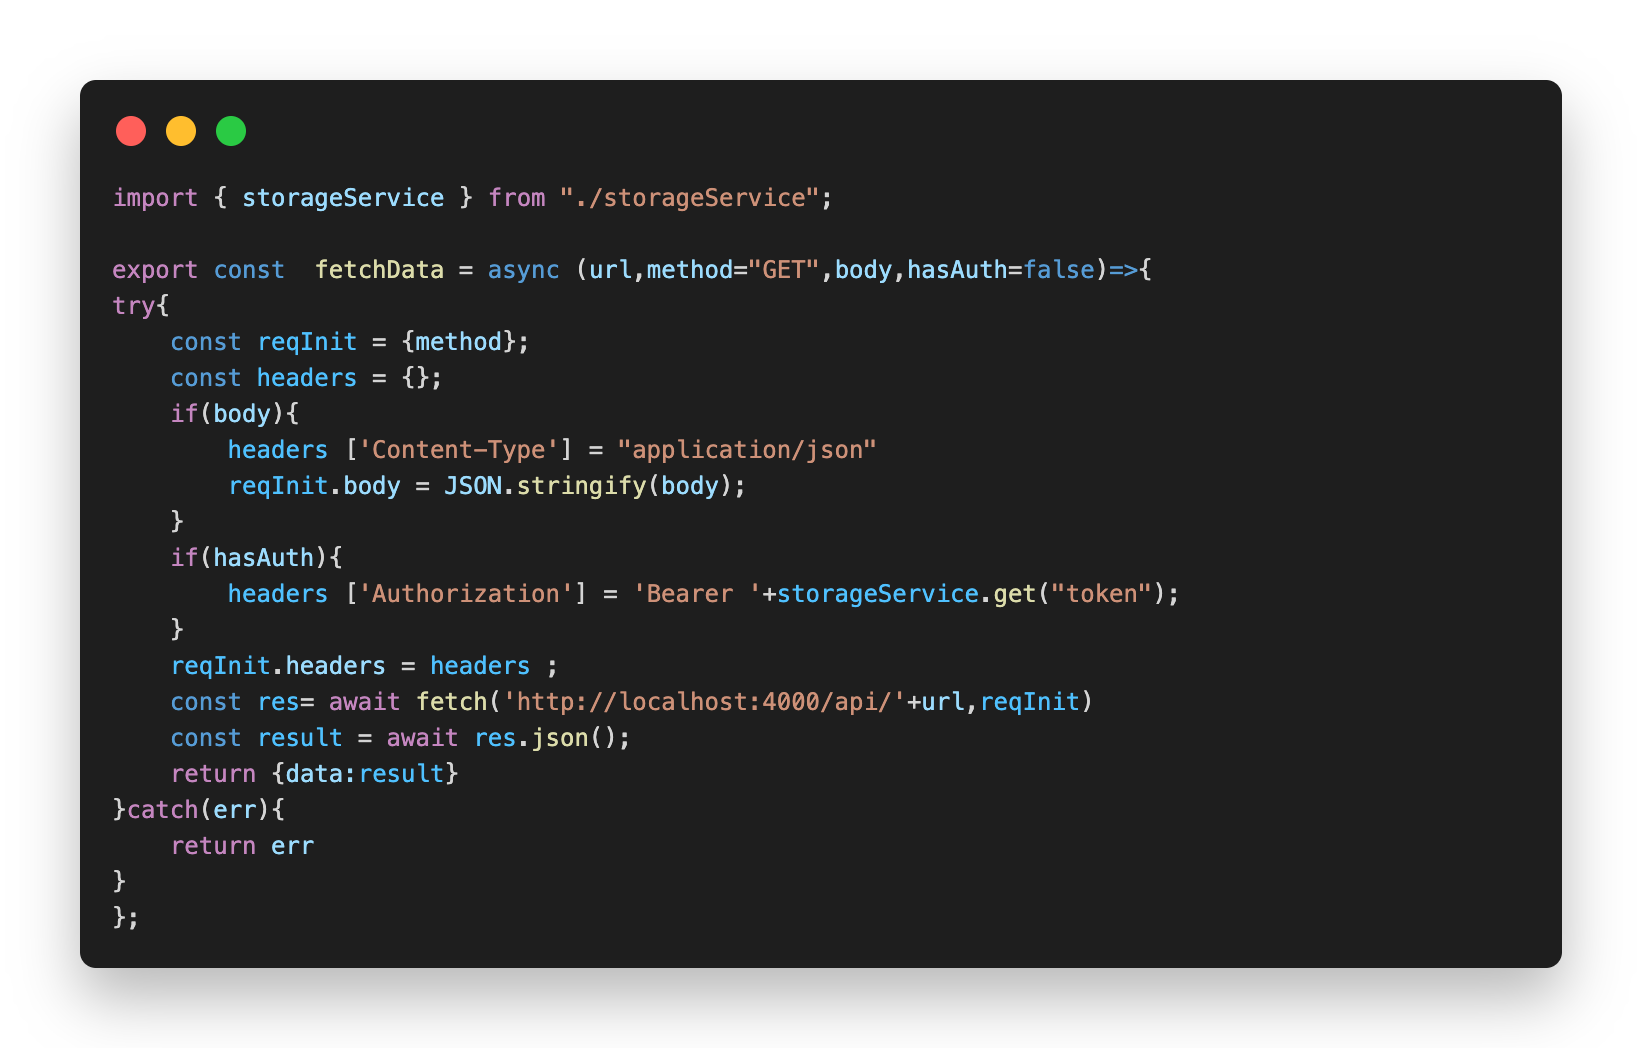 import { storageService } from "./storageService";

export const  fetchData = async (url,method="GET",body,hasAuth=false)=>{
try{
    const reqInit = {method};
    const headers = {};
    if(body){
        headers ['Content-Type'] = "application/json"
        reqInit.body = JSON.stringify(body);
    }
    if(hasAuth){
        headers ['Authorization'] = 'Bearer '+storageService.get("token");
    }
    reqInit.headers = headers ;
    const res= await fetch('http://localhost:4000/api/'+url,reqInit)
    const result = await res.json();
    return {data:result}
}catch(err){
    return err
}
};